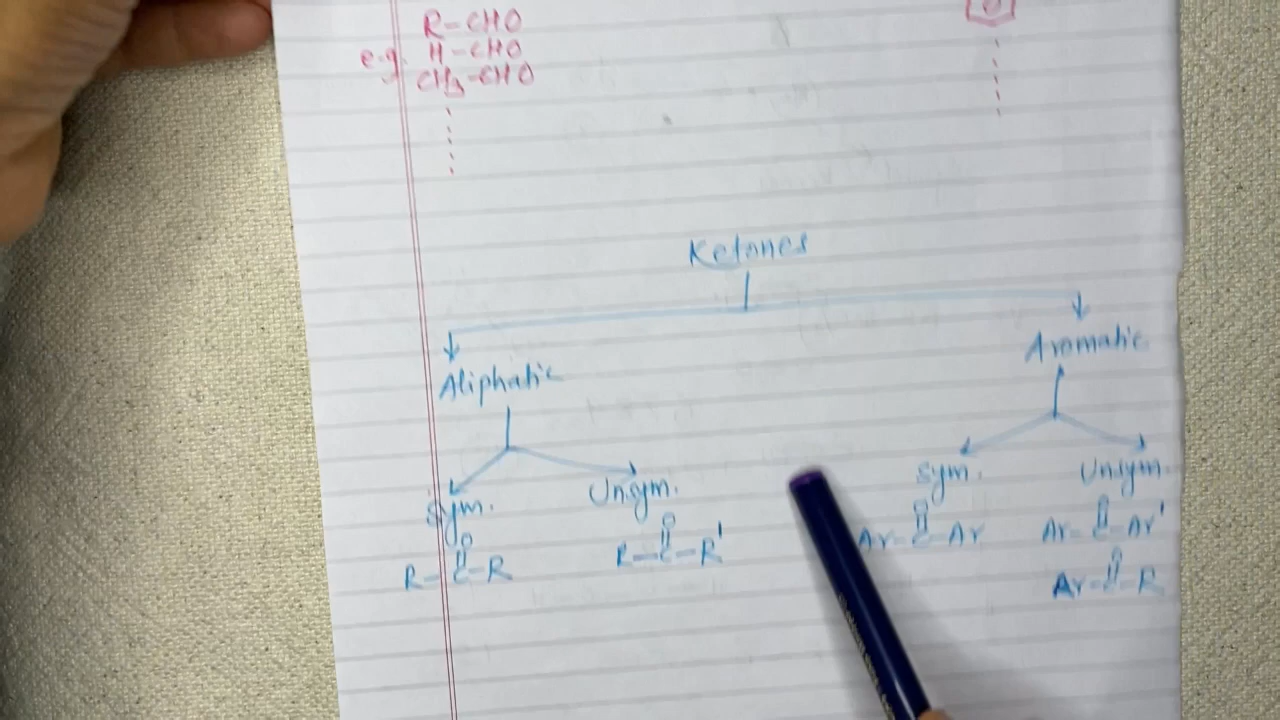 R-CHO
e.g. H-CHO
CH3-CHO
Ketones
Aliphatic
Aromatic
Sym.
Unsym.
Sym.
Unsym.
O
R-C-R
O
R-C-R'
O
Ar-C-Ar
O
Ar-C-Ar'
O
Ar-C-R